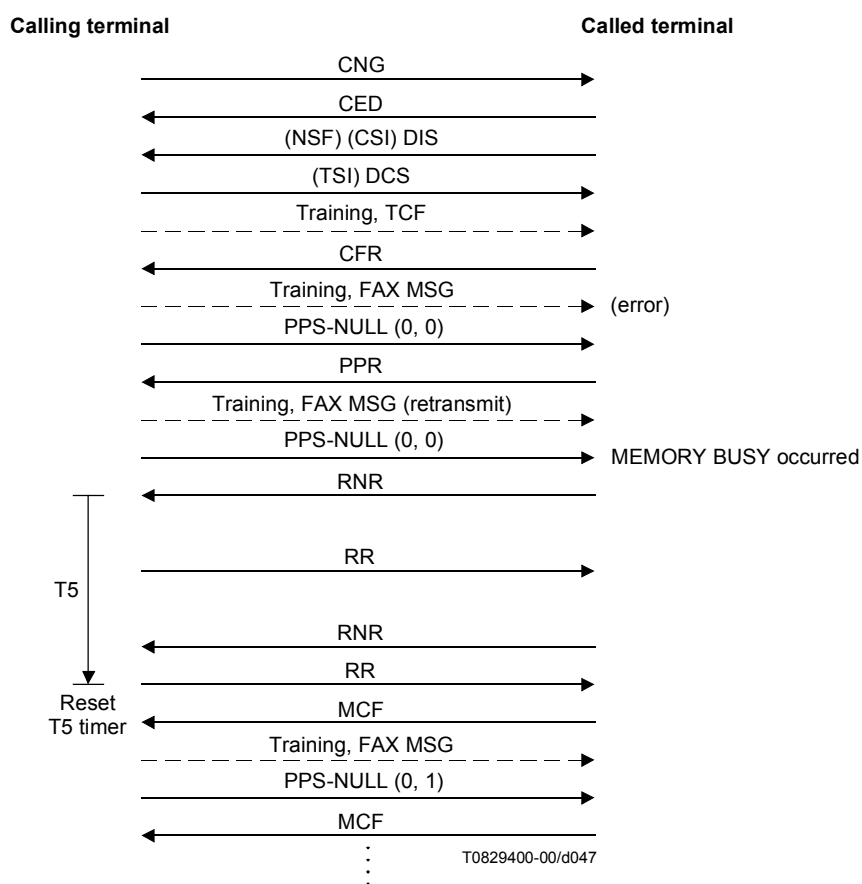 Calling terminal
Called terminal
CNG
CED
(NSF) (CSI) DIS
(TSI) DCS
Training, TCF
CFR
Training, FAX MSG
(error)
PPS-NULL (0, 0)
PPR
Training, FAX MSG (retransmit)
PPS-NULL (0, 0)
MEMORY BUSY occurred
RNR
RR
T5
RNR
RR
Reset
T5 timer
MCF
Training, FAX MSG
PPS-NULL (0, 1)
MCF
T0829400-00/d047